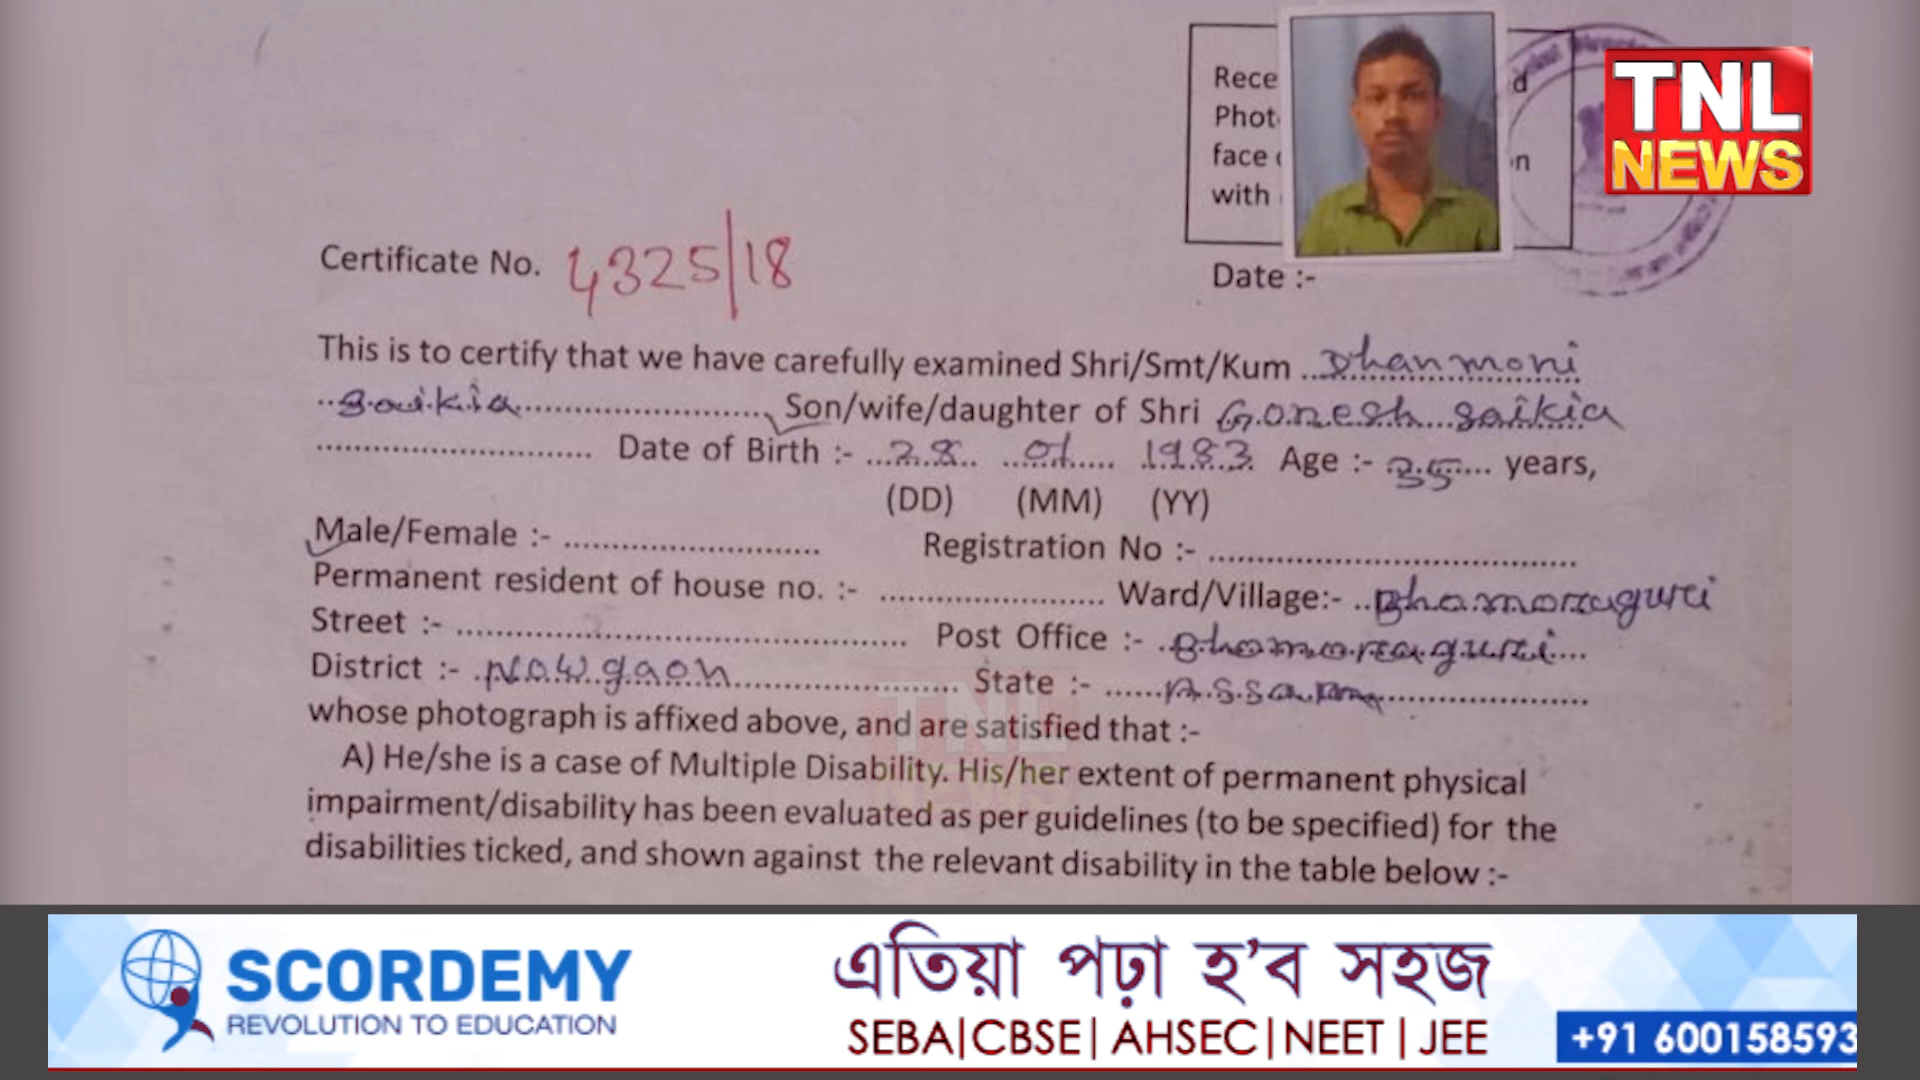 TNL
NEWS
Rece
d
Phot
face
n
with
Certificate No. 4325/18
Date :-
This is to certify that we have carefully examined Shri/Smt/Kum ...Dhanmoni
..Saikia.......................... Son/wife/daughter of Shri Gonesh Saikia
............................. Date of Birth :- 28 01 1983 Age :- 35 years,
(DD) (MM) (YY)
Male/Female :- ........................... Registration No :- .......................................
Permanent resident of house no. :- ........................ Ward/Village:- ..Bhomoraguri
Street :- ............................................... Post Office :- .Bhomoraguri...
District :- .Nowgaon........................ State :- ......Assam......................
whose photograph is affixed above, and are satisfied that :-
A) He/she is a case of Multiple Disability. His/her extent of permanent physical
impairment/disability has been evaluated as per guidelines (to be specified) for the
disabilities ticked, and shown against the relevant disability in the table below :-
TNL
NEWS
SCORDEMY
REVOLUTION TO EDUCATION
এতিয়া পঢ়া হ'ব সহজ
SEBA|CBSE| AHSEC|NEET | JEE
+91 600158593